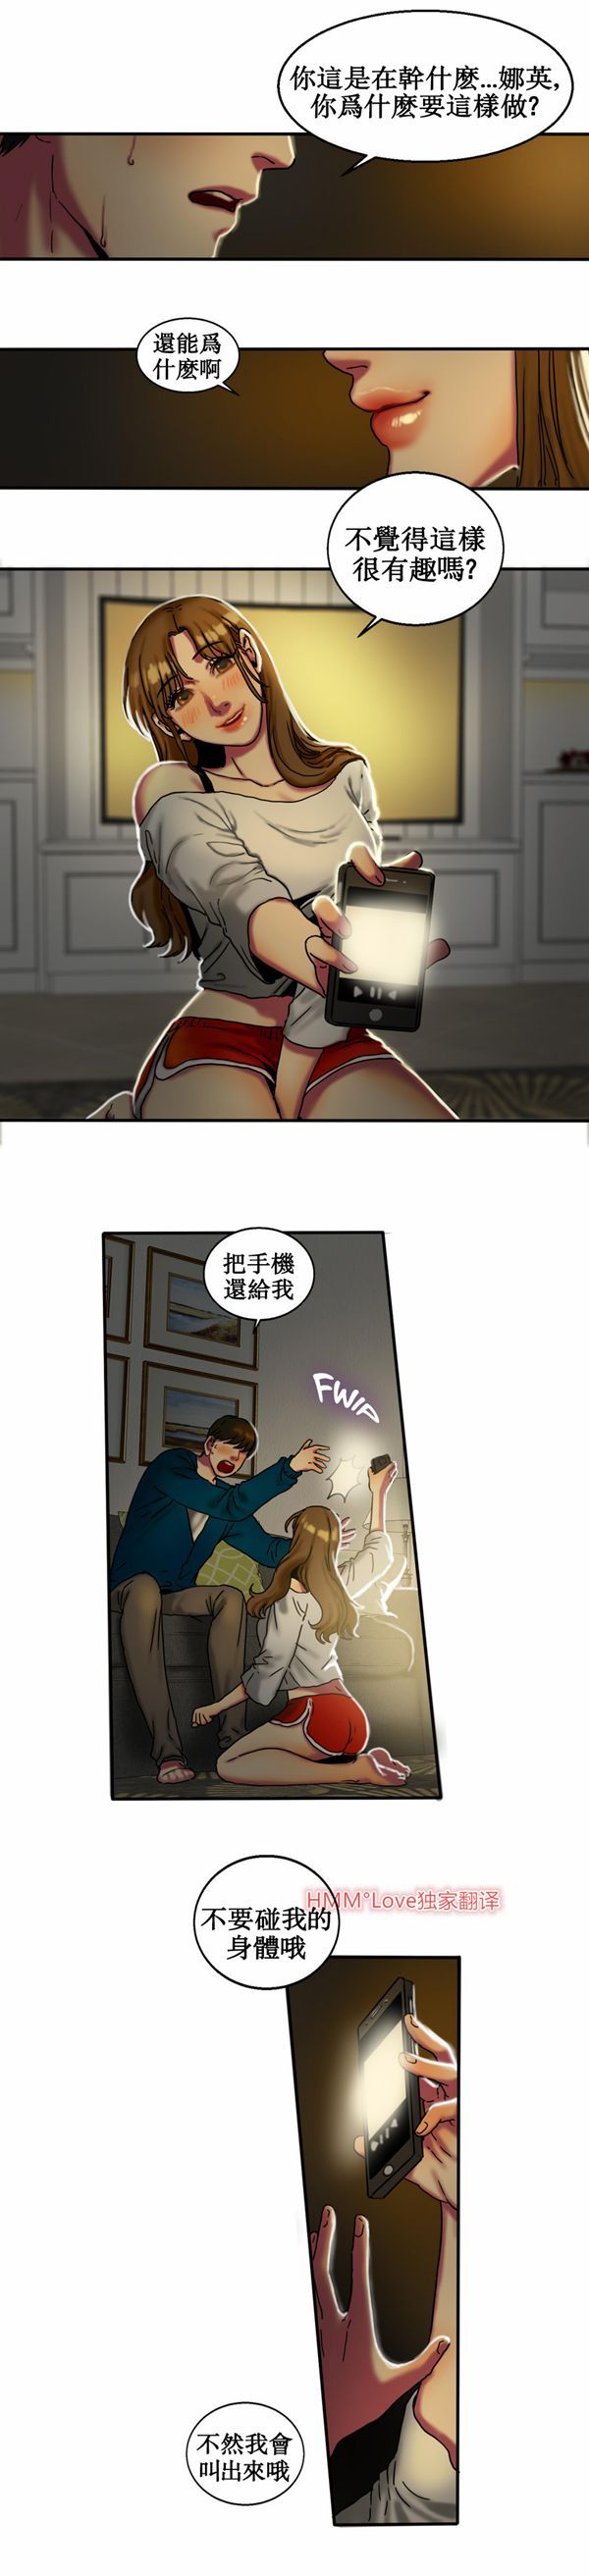 你這是在幹什麽...娜英,
你爲什麽要這樣做?
還能爲
什麽啊
不覺得這樣
很有趣嗎?
把手機
還給我
FWIP
HMM°Love独家翻译
不要碰我的
身體哦
不然我會
叫出來哦